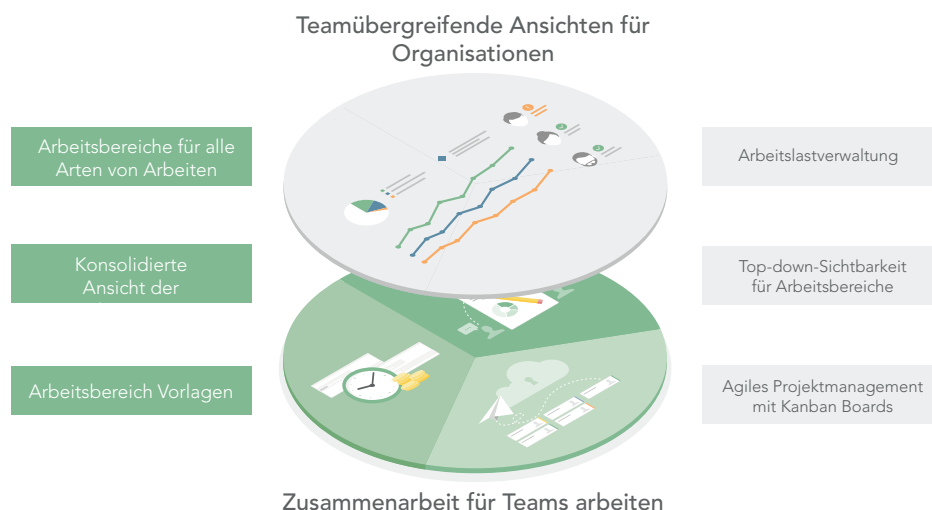 Teamübergreifende Ansichten für
Organisationen
Arbeitsbereiche für alle
Arten von Arbeiten
Konsolidierte
Ansicht der
Arbeitsbereich Vorlagen
Arbeitslastverwaltung
Top-down-Sichtbarkeit
für Arbeitsbereiche
Agiles Projektmanagement
mit Kanban Boards
Zusammenarbeit für Teams arbeiten